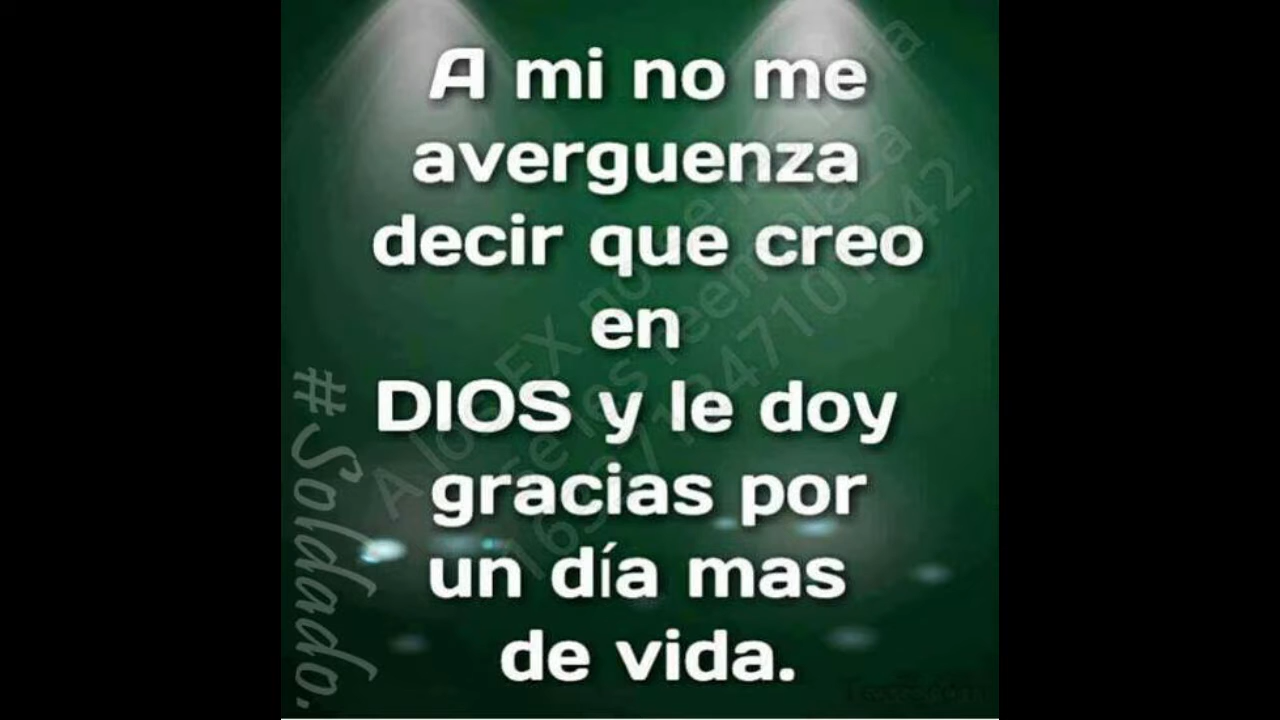 A mi no me
averguenza
decir que creo
en
DIOS y le doy
gracias por
un día mas
de vida.
#Soldado.